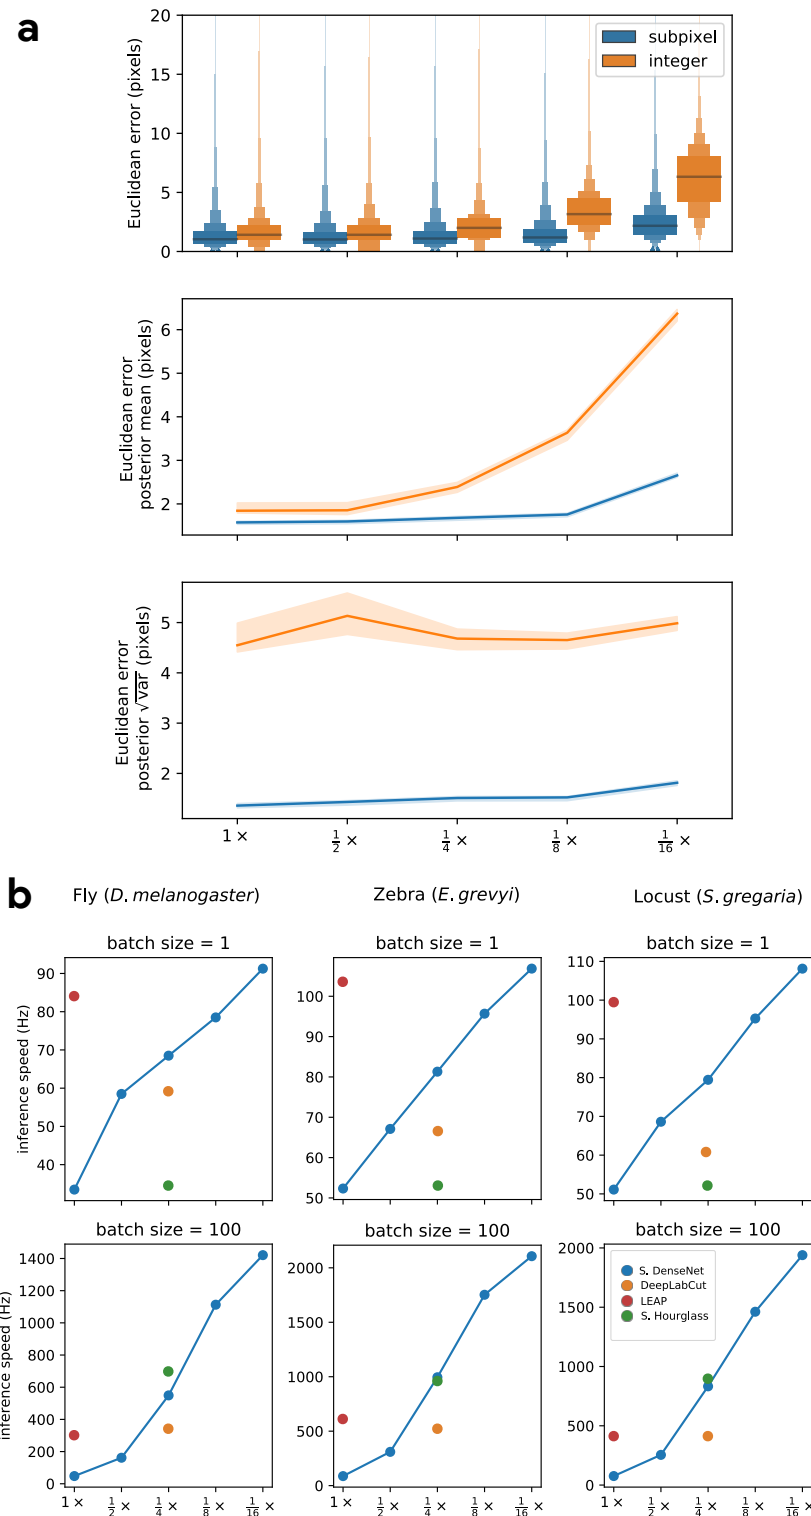 a
Euclidean error (pixels)
20
15
10
5
0
subpixel
integer
Euclidean error
posterior mean (pixels)
6
5
4
3
2
Euclidean error
posterior √var (pixels)
5
4
3
2
1 × 1/2 × 1/4 × 1/8 × 1/16 ×
b
Fly (D. melanogaster) Zebra (E. grevyi) Locust (S. gregaria)
batch size = 1 batch size = 1 batch size = 1
inference speed (Hz)
90
80
70
60
50
40
100
90
80
70
60
50
110
100
90
80
70
60
50
batch size = 100 batch size = 100 batch size = 100
inference speed (Hz)
1400
1200
1000
800
600
400
200
0
2000
1500
1000
500
0
2000
1500
1000
500
0
S. DenseNet
DeepLabCut
LEAP
S. Hourglass
1 × 1/2 × 1/4 × 1/8 × 1/16 × 1 × 1/2 × 1/4 × 1/8 × 1/16 × 1 × 1/2 × 1/4 × 1/8 × 1/16 ×